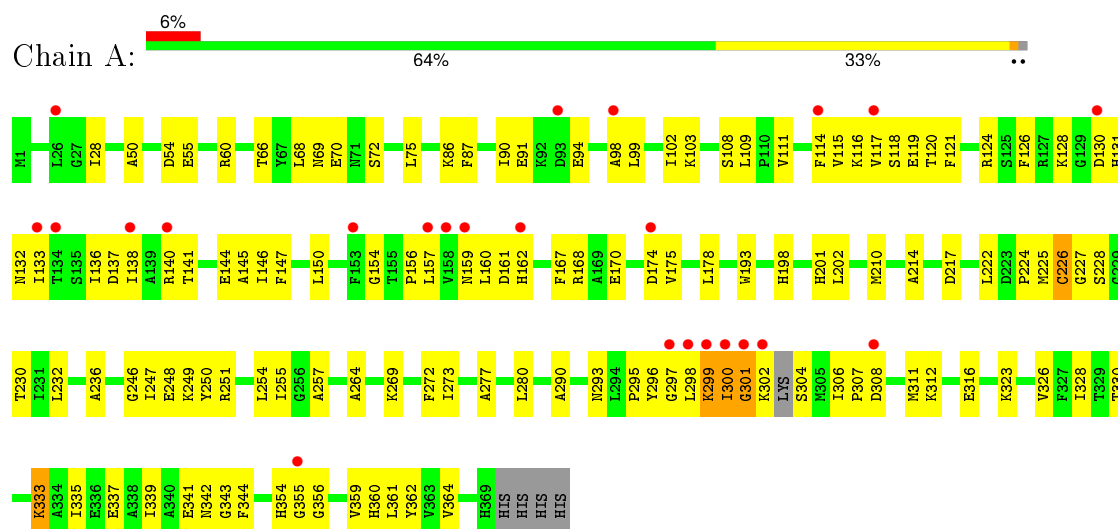 6%
Chain A:
64% 33% ••
M1 L26 G27 I28 A50 D54 E55 R60 T66 Y67 L68 N69 E70 N71 S72 L75 K86 F87 I90 E91 K92 D93 E94 A98 L99 I102 K103 S108 L109 P110 V111 F114 V115 K116 V117 S118 E119 T120 F121 R124 S125 F126 R127 K128 G129 D130 H131
N132 I133 T134 S135 I136 D137 I138 A139 R140 T141 E144 A145 I146 F147 L150 F153 G154 T155 P156 L157 V158 N159 L160 D161 H162 F167 R168 A169 E170 D174 V175 L178 W193 H198 H201 L202 M210 A214 D217 L222 D223 P224 M225 C226 G227 S228 G229
T230 I231 L232 A236 G246 I247 E248 K249 Y250 R251 L254 I255 G256 A257 A264 K269 F272 I273 A277 L280 A290 N293 L294 P295 Y296 G297 L298 K299 I300 G301 K302 LYS S304 M305 I306 P307 D308 M311 K312 E316 K323 V326 F327 I328 T329 T330
K333 A334 I335 E336 E337 A338 I339 A340 E341 N342 G343 F344 H354 G355 G356 V359 H360 L361 Y362 V363 V364 H369 HIS HIS HIS HIS